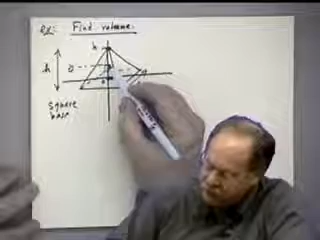 ex: Find volume.
h
h
square
base